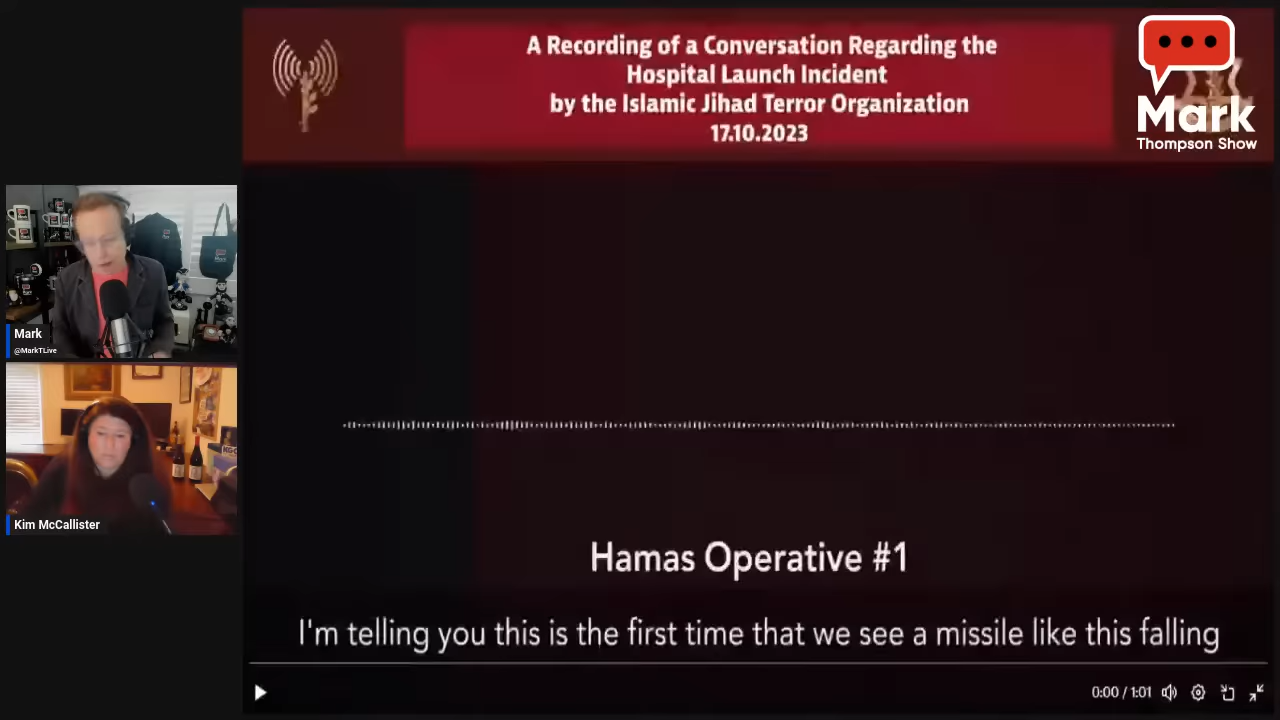 A Recording of a Conversation Regarding the
Hospital Launch Incident
by the Islamic Jihad Terror Organization
17.10.2023
Mark
Thompson Show
Mark
@MarkTLive
Kim McCallister
Hamas Operative #1
I'm telling you this is the first time that we see a missile like this falling
0:00 / 1:01